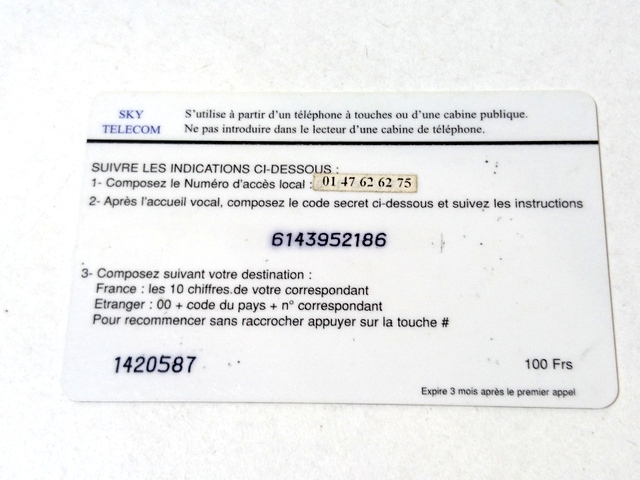 SKY TELECOM
S'utilise à partir d'un téléphone à touches ou d'une cabine publique.
Ne pas introduire dans le lecteur d'une cabine de téléphone.
SUIVRE LES INDICATIONS CI-DESSOUS :
1- Composez le Numéro d'accès local : 01 47 62 62 75
2- Après l'accueil vocal, composez le code secret ci-dessous et suivez les instructions
6143952186
3- Composez suivant votre destination :
France : les 10 chiffres de votre correspondant
Etranger : 00 + code du pays + n° correspondant
Pour recommencer sans raccrocher appuyer sur la touche #
1420587
100 Frs
Expire 3 mois après le premier appel